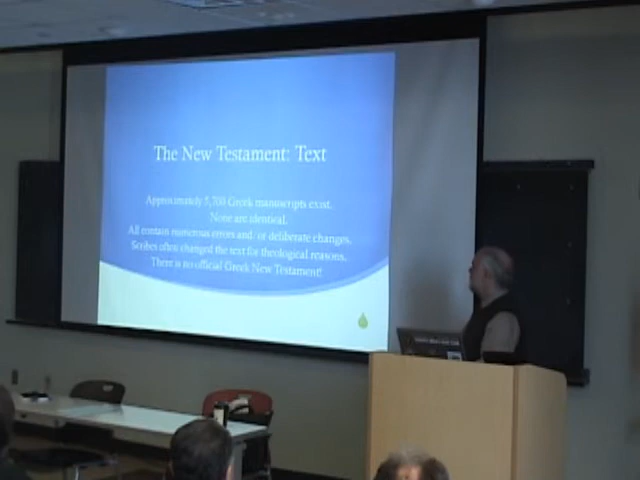 The New Testament: Text
Approximately 5,700 Greek manuscripts exist.
None are identical.
All contain numerous errors and/or deliberate changes.
Scribes often changed the text for theological reasons.
There is no official Greek New Testament!